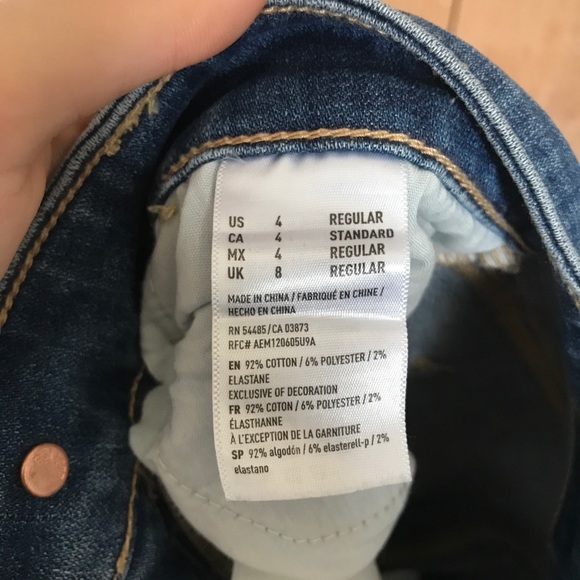 US 4 REGULAR
CA 4 STANDARD
MX 4 REGULAR
UK 8 REGULAR
MADE IN CHINA / FABRIQUÉ EN CHINE /
HECHO EN CHINA
RN 54485/CA 03873
RFC# AEM120605U9A
EN 92% COTTON / 6% POLYESTER / 2%
ELASTANE
EXCLUSIVE OF DECORATION
FR 92% COTON / 6% POLYESTER / 2%
ÉLASTHANNE
À L'EXCEPTION DE LA GARNITURE
SP 92% algodón / 6% elasterell-p / 2%
elastano